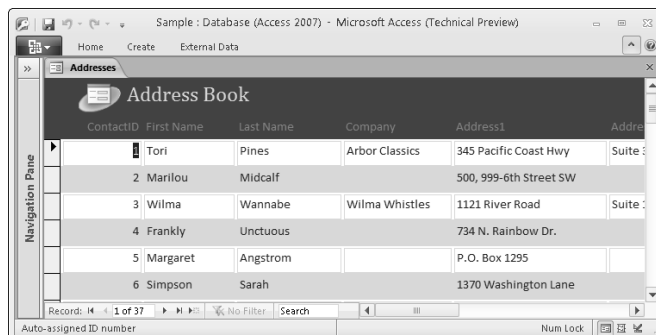 Sample : Database (Access 2007) - Microsoft Access (Technical Preview)
Home Create External Data
Addresses
Address Book
ContactID First Name Last Name Company Address1 Addre
1 Tori Pines Arbor Classics 345 Pacific Coast Hwy Suite
2 Marilou Midcalf 500, 999-6th Street SW
3 Wilma Wannabe Wilma Whistles 1121 River Road Suite
4 Frankly Unctuous 734 N. Rainbow Dr.
5 Margaret Angstrom P.O. Box 1295
6 Simpson Sarah 1370 Washington Lane
Navigation Pane
Record: 1 of 37 No Filter Search
Auto-assigned ID number Num Lock